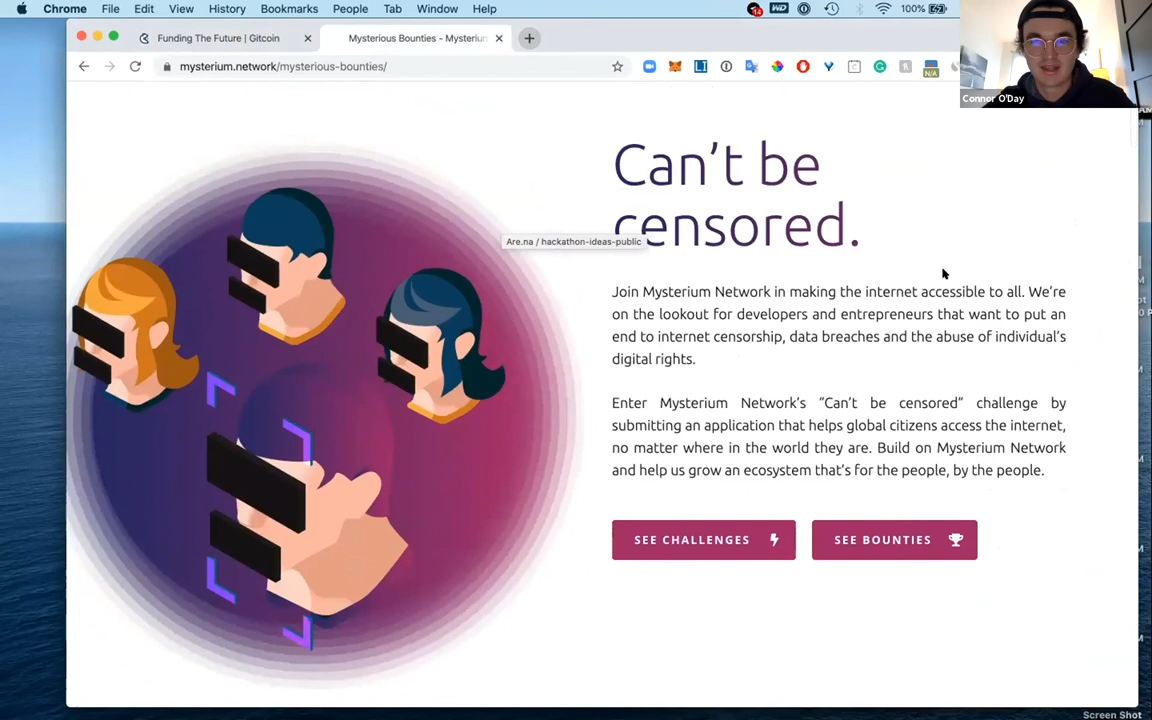 Chrome File Edit View History Bookmarks People Tab Window Help
14
100%
Funding The Future | Gitcoin
Mysterious Bounties - Mysterium
mysterium.network/mysterious-bounties/
N/A
Connor O'Day
Can't be
censored.
Are.na / hackathon-ideas-public
Join Mysterium Network in making the internet accessible to all. We're
on the lookout for developers and entrepreneurs that want to put an
end to internet censorship, data breaches and the abuse of individual's
digital rights.
Enter Mysterium Network's "Can't be censored" challenge by
submitting an application that helps global citizens access the internet,
no matter where in the world they are. Build on Mysterium Network
and help us grow an ecosystem that's for the people, by the people.
SEE CHALLENGES
SEE BOUNTIES
Screen Shot